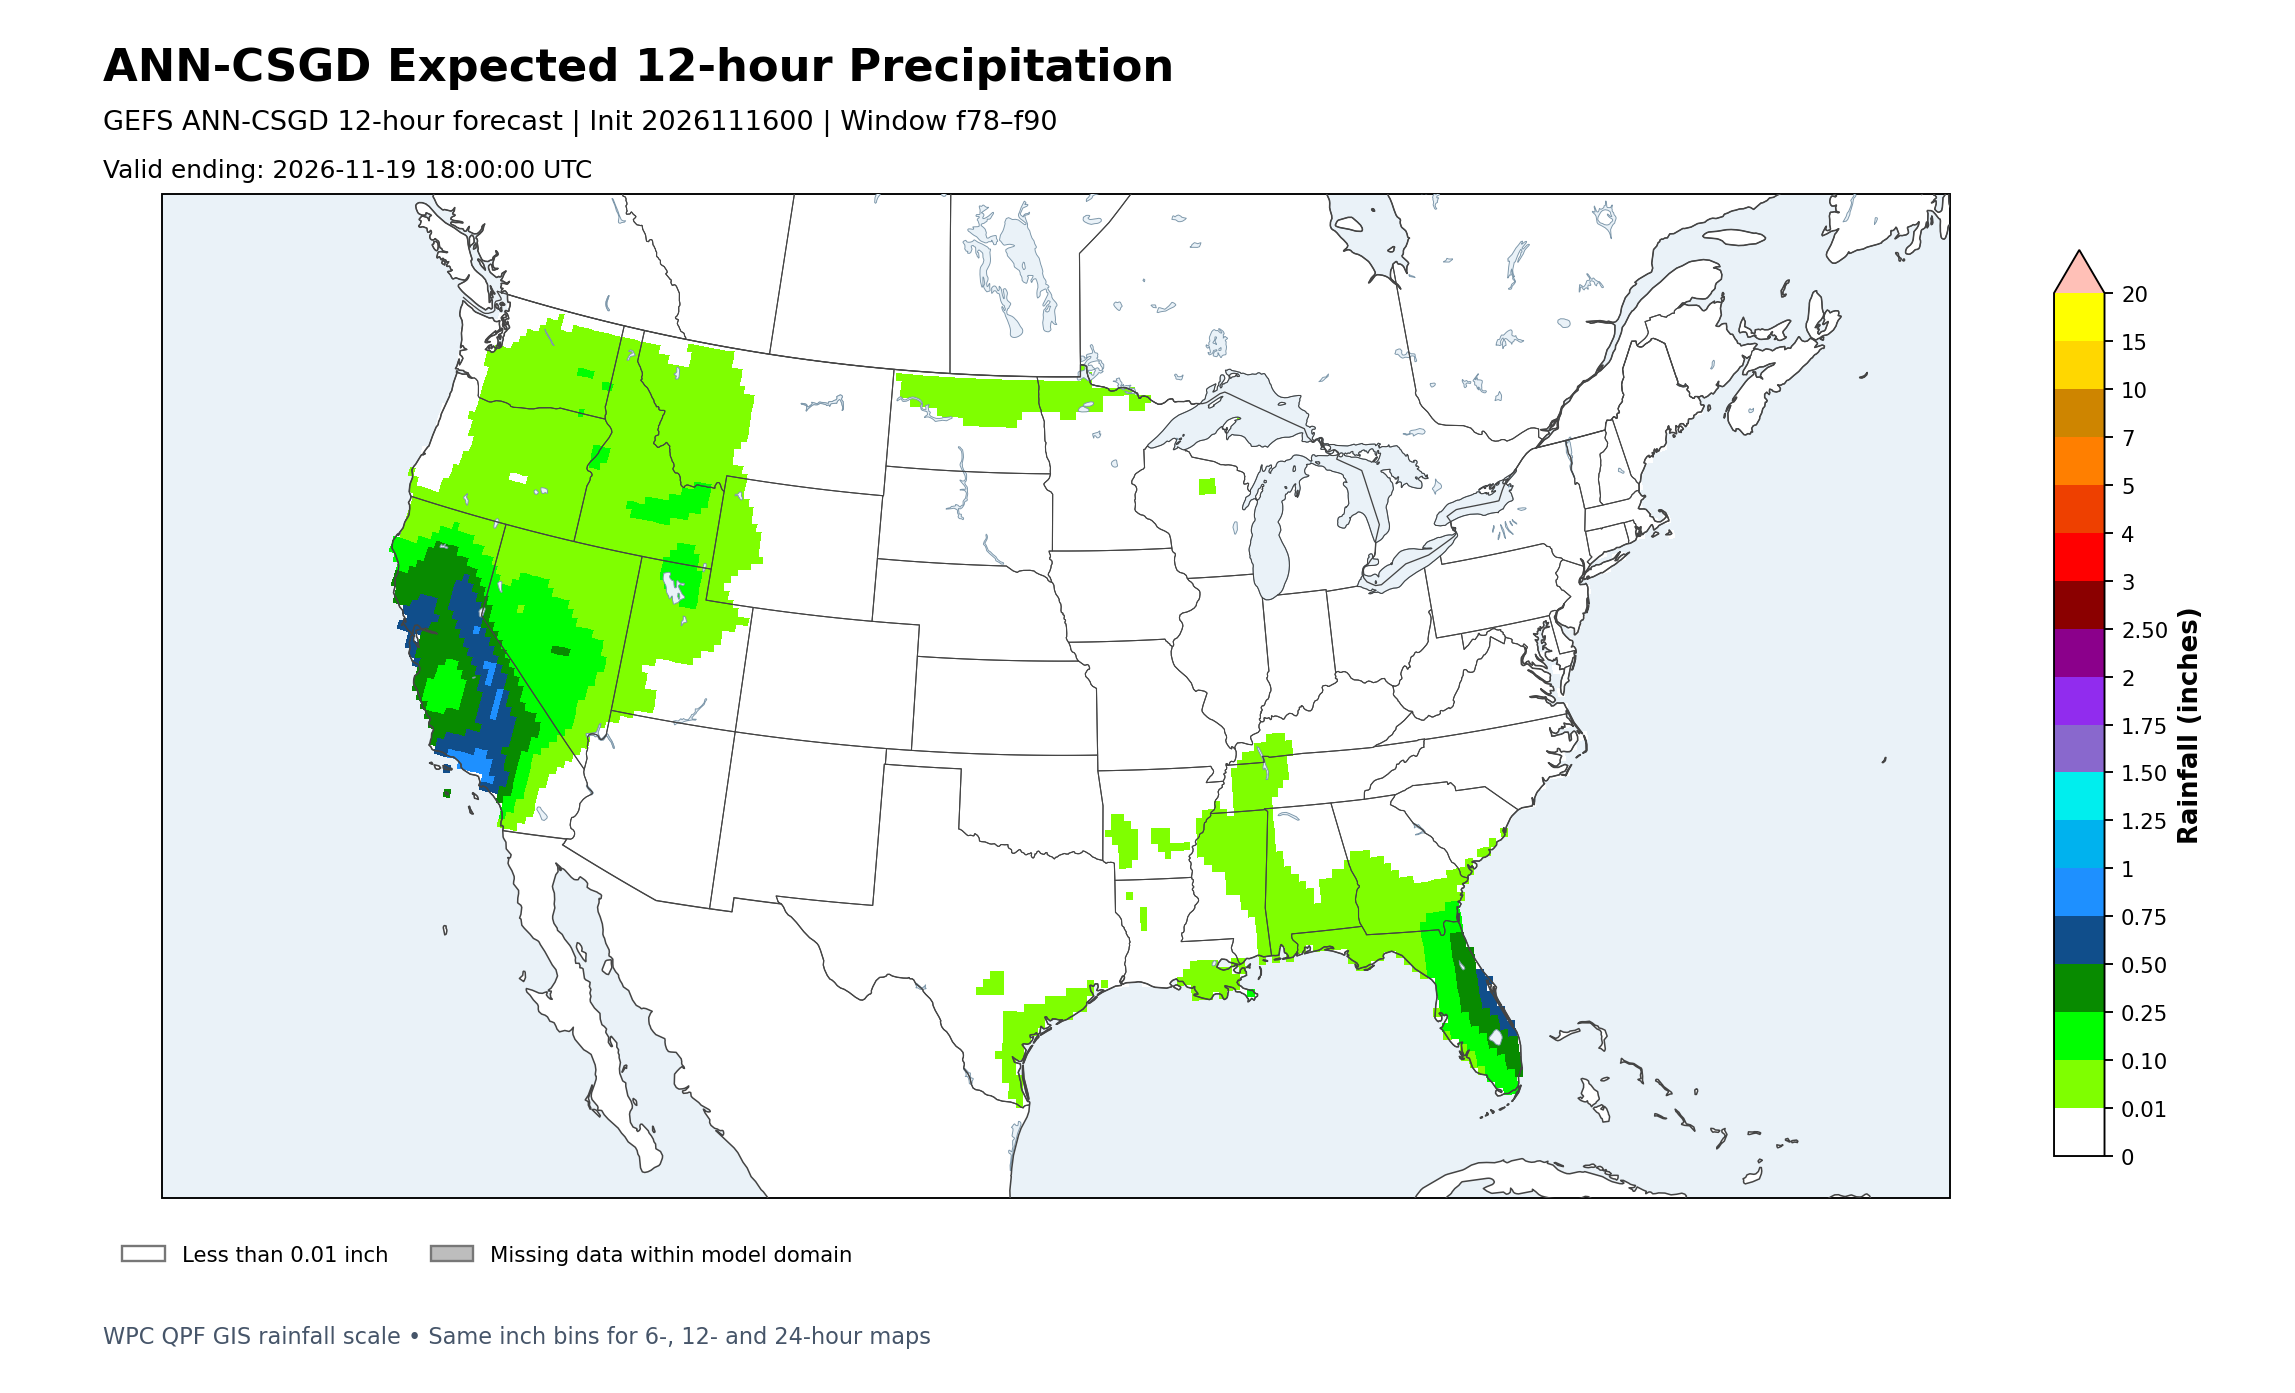 ANN-CSGD Expected 12-hour Precipitation
GEFS ANN-CSGD 12-hour forecast | Init 2026111600 | Window f78–f90
Valid ending: 2026-11-19 18:00:00 UTC
20
15
10
7
5
4
3
2.50
2
1.75
1.50
1.25
1
0.75
0.50
0.25
0.10
0.01
0
Rainfall (inches)
Less than 0.01 inch
Missing data within model domain
WPC QPF GIS rainfall scale • Same inch bins for 6-, 12- and 24-hour maps